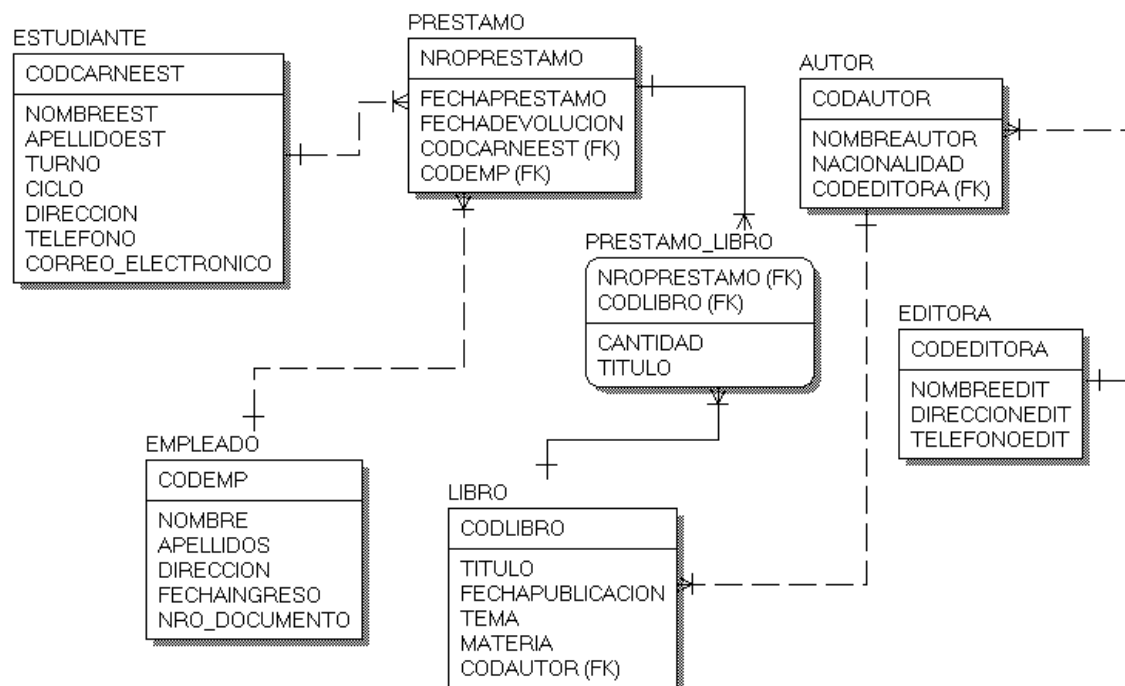 ESTUDIANTE
CODCARNEEST
NOMBREEST
APELLIDOEST
TURNO
CICLO
DIRECCION
TELEFONO
CORREO_ELECTRONICO
PRESTAMO
NROPRESTAMO
FECHAPRESTAMO
FECHADEVOLUCION
CODCARNEEST (FK)
CODEMP (FK)
AUTOR
CODAUTOR
NOMBREAUTOR
NACIONALIDAD
CODEDITORA (FK)
PRESTAMO_LIBRO
NROPRESTAMO (FK)
CODLIBRO (FK)
CANTIDAD
TITULO
EDITORA
CODEDITORA
NOMBREEDIT
DIRECCIONEDIT
TELEFONOEDIT
EMPLEADO
CODEMP
NOMBRE
APELLIDOS
DIRECCION
FECHAINGRESO
NRO_DOCUMENTO
LIBRO
CODLIBRO
TITULO
FECHAPUBLICACION
TEMA
MATERIA
CODAUTOR (FK)